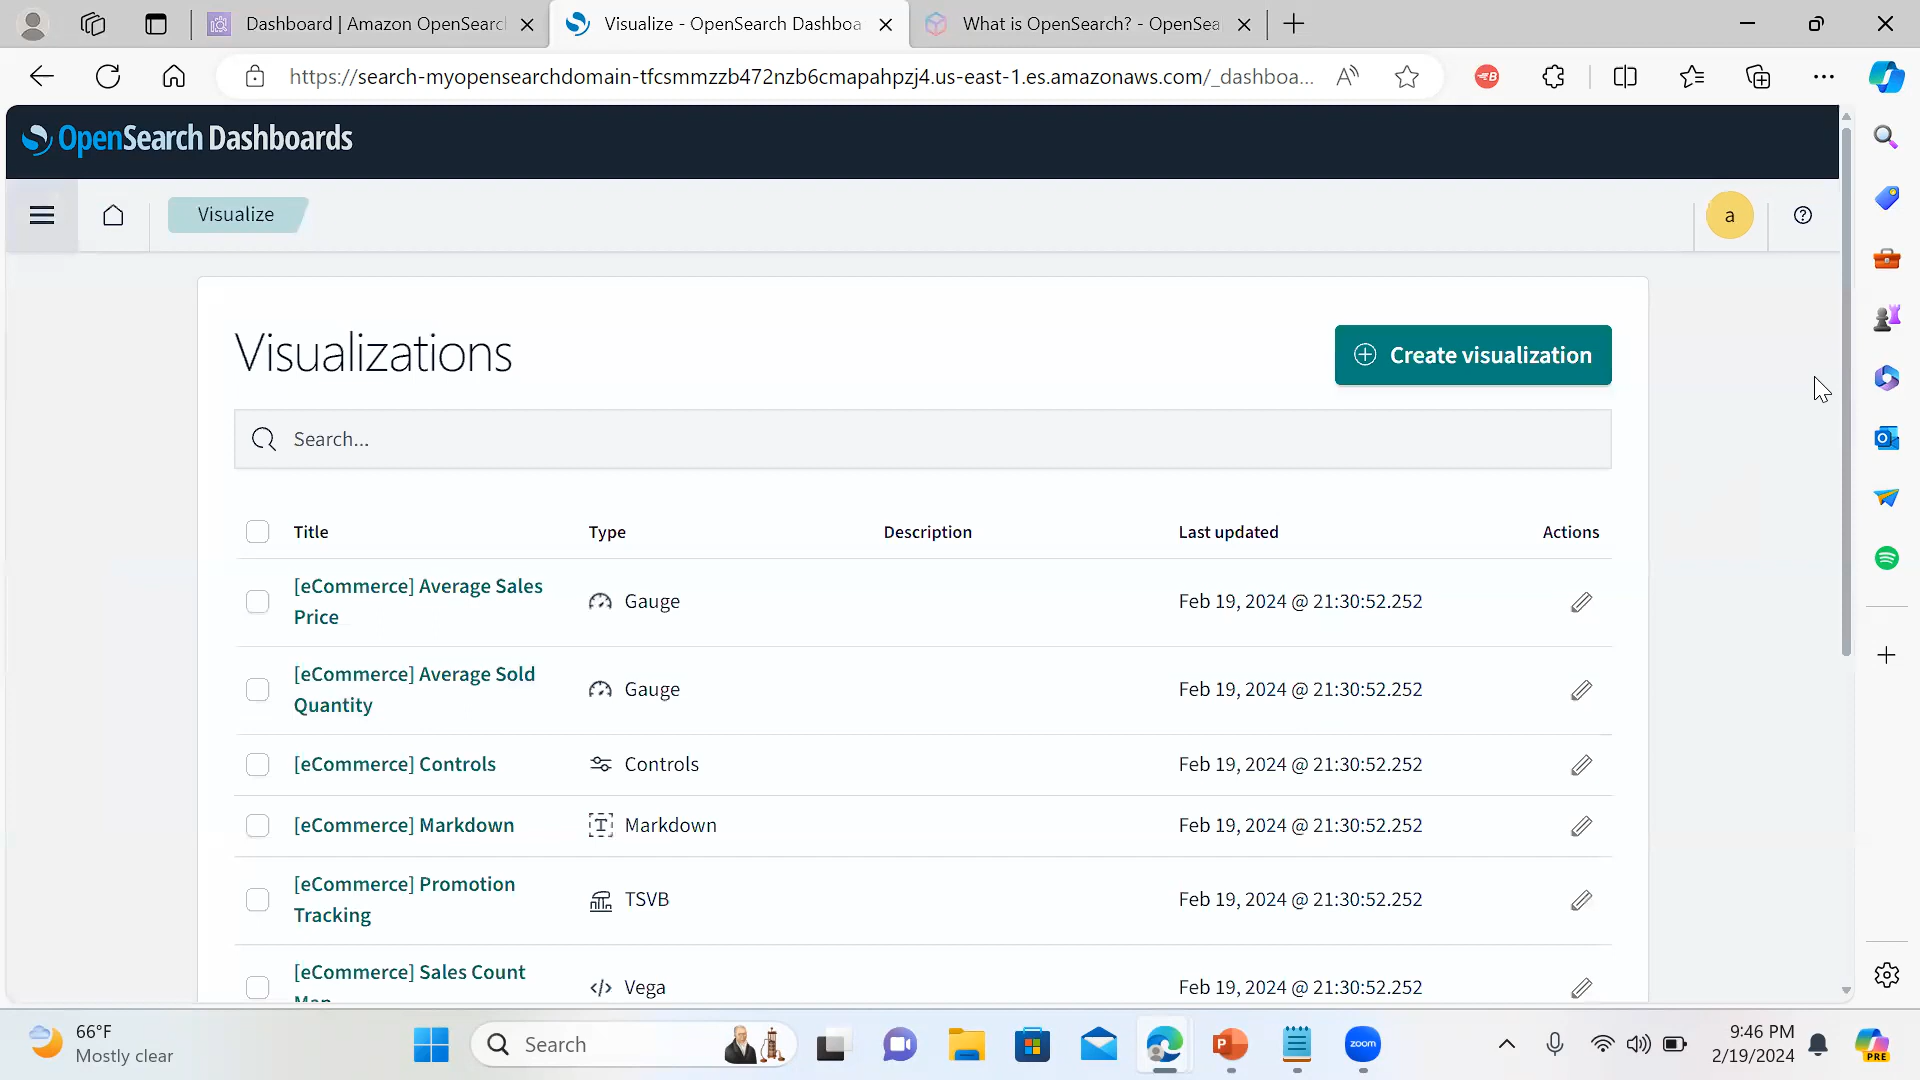 Dashboard | Amazon OpenSearc
Visualize - OpenSearch Dashboa
What is OpenSearch? - OpenSea
https://search-myopensearchdomain-tfcsmmzzb472nzb6cmapahpzj4.us-east-1.es.amazonaws.com/_dashboa...
OpenSearch Dashboards
Visualize
a
Visualizations
Create visualization
Search...
Title Type Description Last updated Actions
[eCommerce] Average Sales
Price
Gauge
Feb 19, 2024 @ 21:30:52.252
[eCommerce] Average Sold
Quantity
Gauge
Feb 19, 2024 @ 21:30:52.252
[eCommerce] Controls
Controls
Feb 19, 2024 @ 21:30:52.252
[eCommerce] Markdown
Markdown
Feb 19, 2024 @ 21:30:52.252
[eCommerce] Promotion
Tracking
TSVB
Feb 19, 2024 @ 21:30:52.252
[eCommerce] Sales Count
Map
Vega
Feb 19, 2024 @ 21:30:52.252
66°F
Mostly clear
Search
zoom
9:46 PM
2/19/2024
PRE